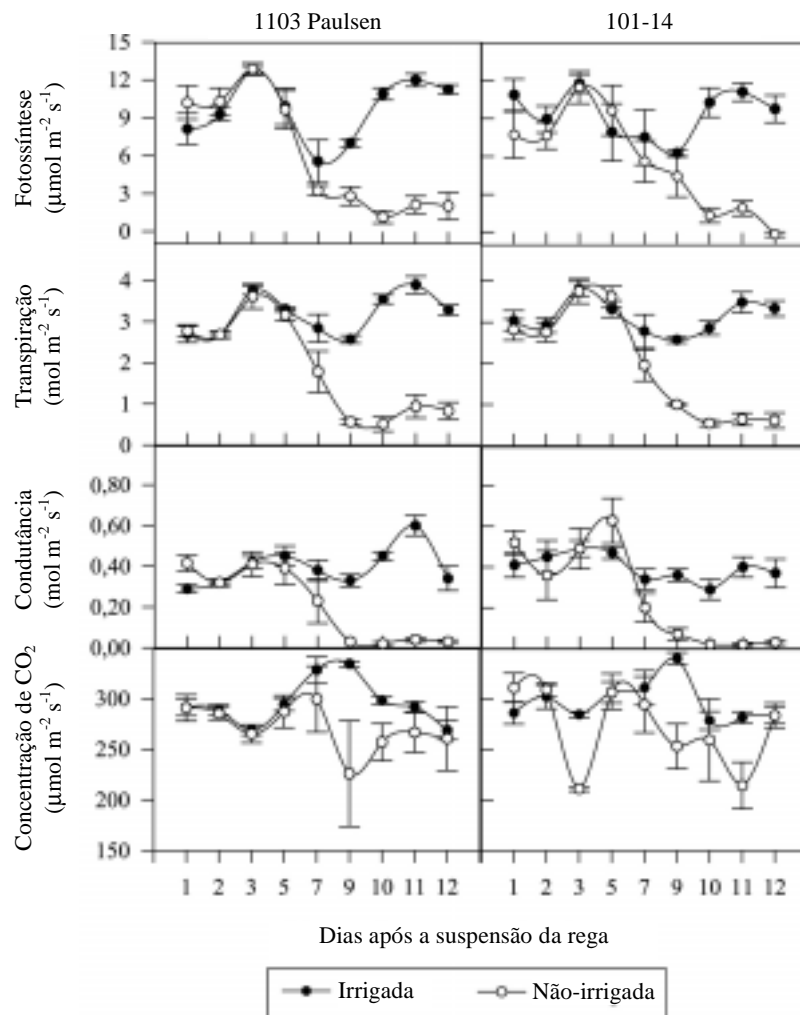 1103 Paulsen 101-14
Fotossíntese
(µmol m⁻² s⁻¹)
15
12
9
6
3
0
Transpiração
(mol m⁻² s⁻¹)
4
3
2
1
0
Condutância
(mol m⁻² s⁻¹)
0,80
0,60
0,40
0,20
0,00
Concentração de CO₂
(µmol m⁻² s⁻¹)
300
250
200
150
1 2 3 5 7 9 10 11 12 1 2 3 5 7 9 10 11 12
Dias após a suspensão da rega
Irrigada Não-irrigada